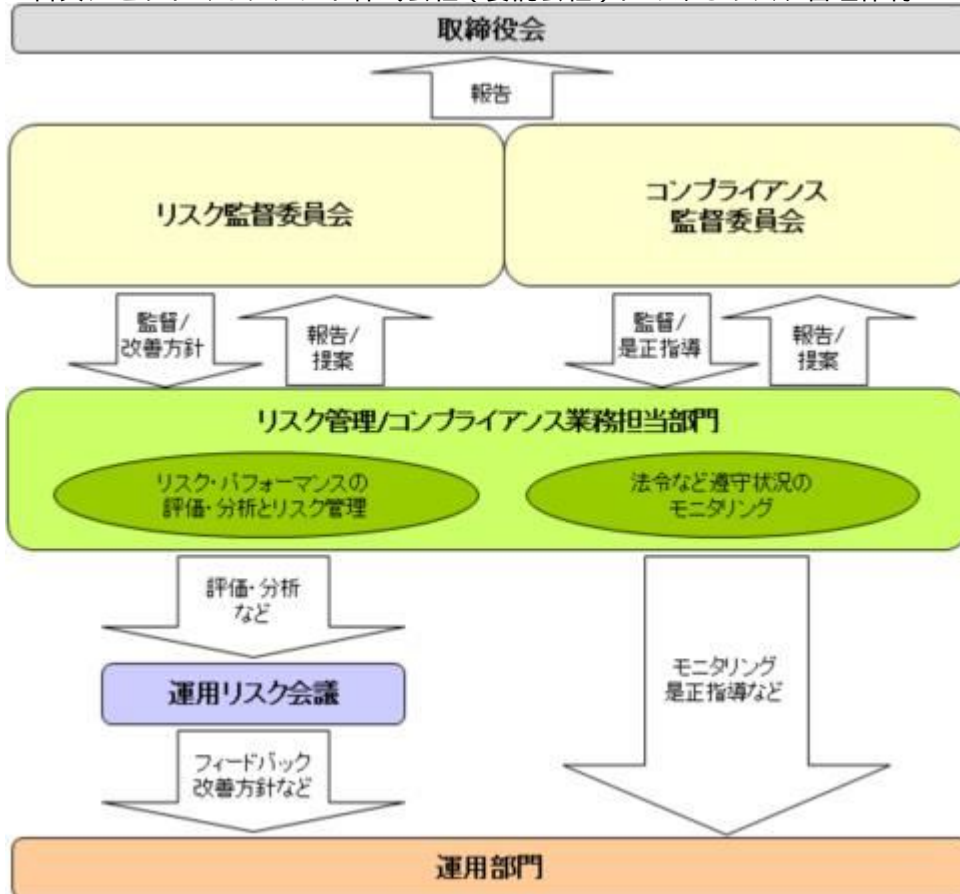 取締役会
報告
リスク監督委員会
コンプライアンス
監督委員会
監督/
改善方針
報告/
提案
監督/
是正指導
報告/
提案
リスク管理/コンプライアンス業務担当部門
リスク・パフォーマンスの
評価・分析とリスク管理
法令など遵守状況の
モニタリング
評価・分析
など
運用リスク会議
モニタリング
是正指導など
フィードバック
改善方針など
運用部門